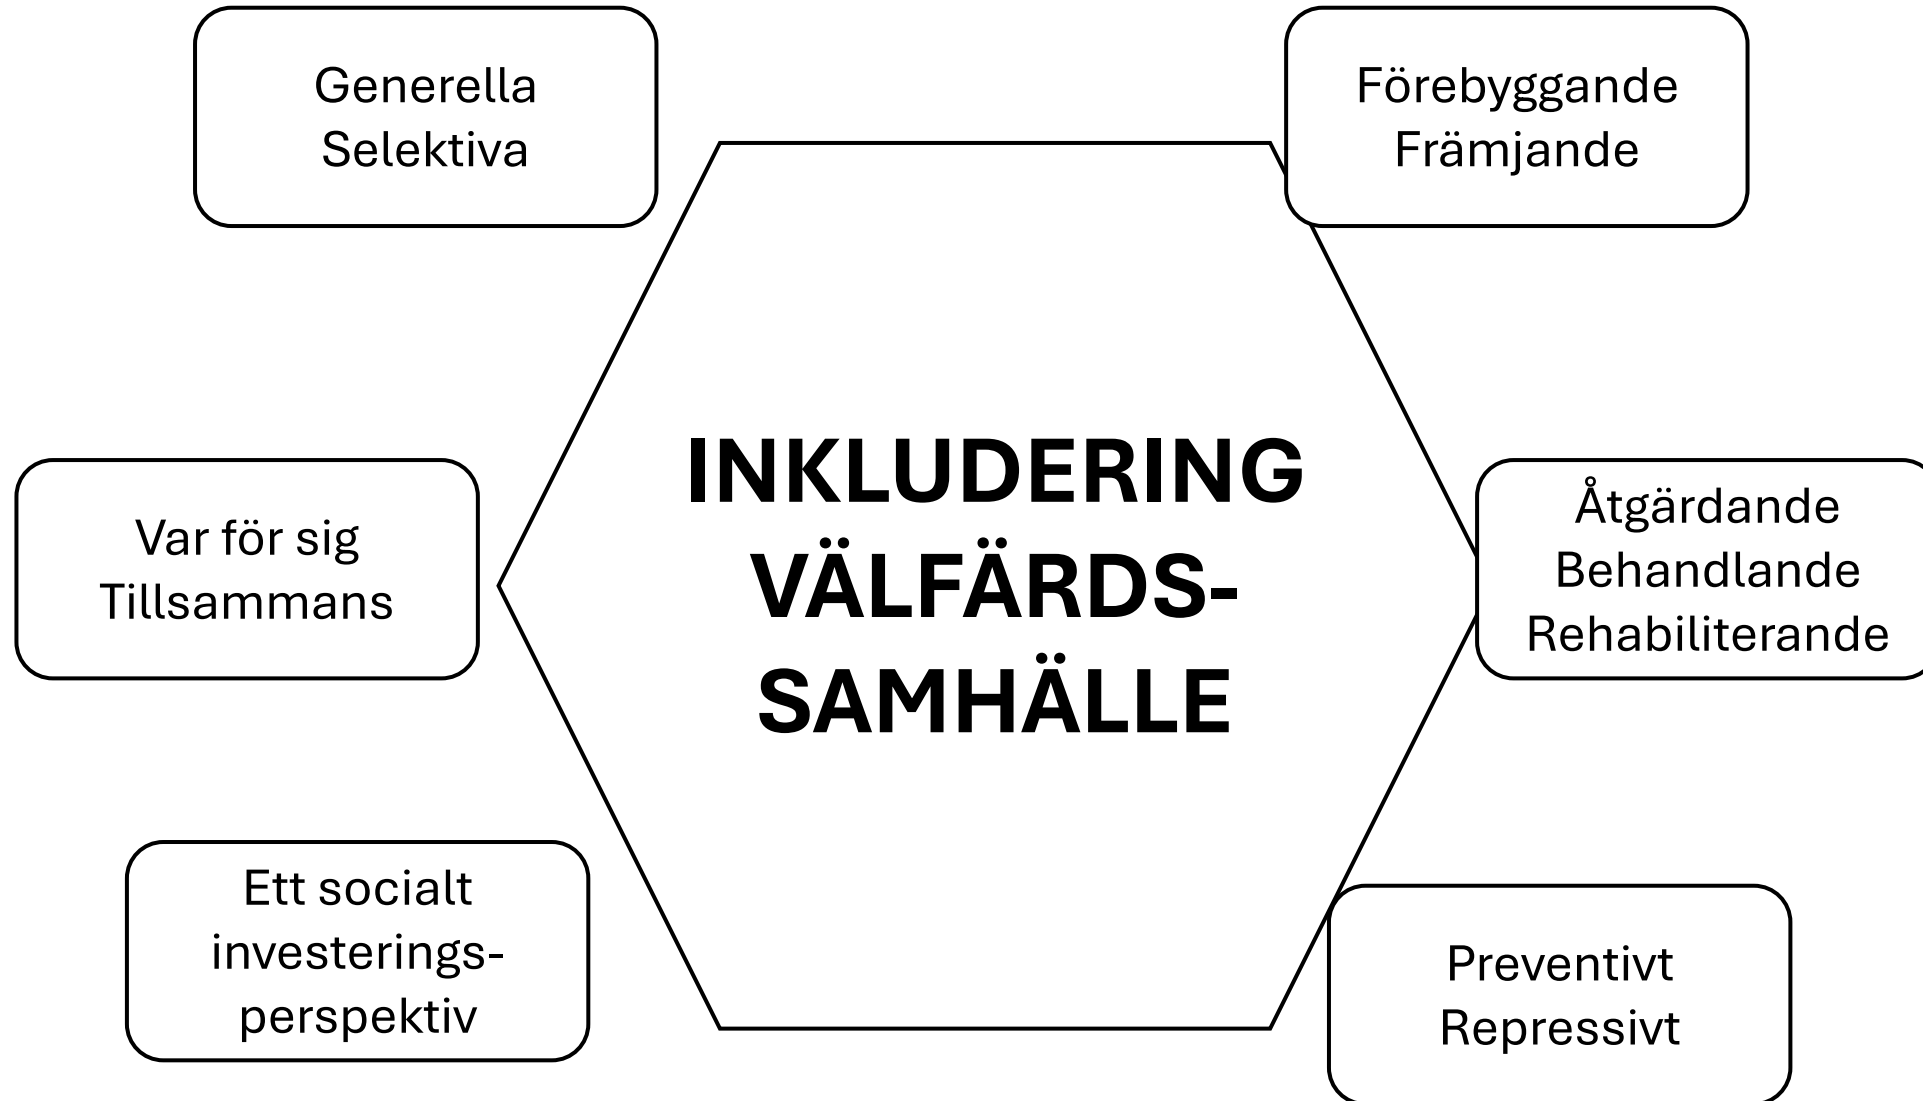 Generella
Selektiva
Förebyggande
Främjande
INKLUDERING
VÄLFÄRDS-
SAMHÄLLE
Var för sig
Tillsammans
Åtgärdande
Behandlande
Rehabiliterande
Ett socialt
investerings-
perspektiv
Preventivt
Repressivt